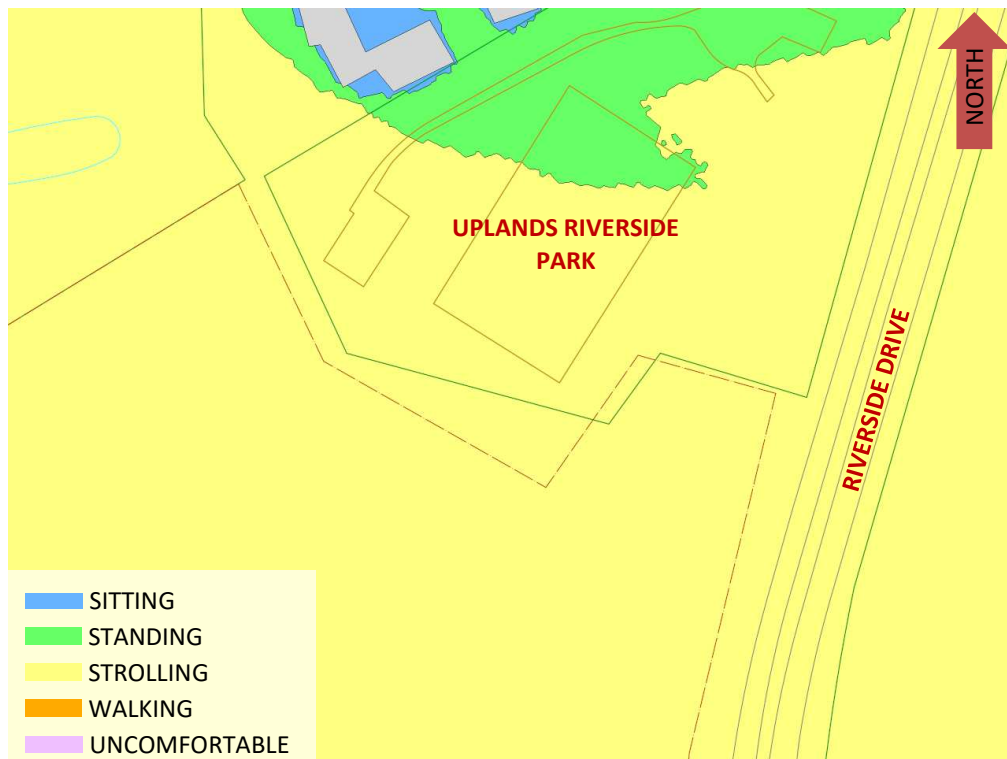 NORTH
UPLANDS RIVERSIDE
PARK
RIVERSIDE DRIVE
SITTING
STANDING
STROLLING
WALKING
UNCOMFORTABLE